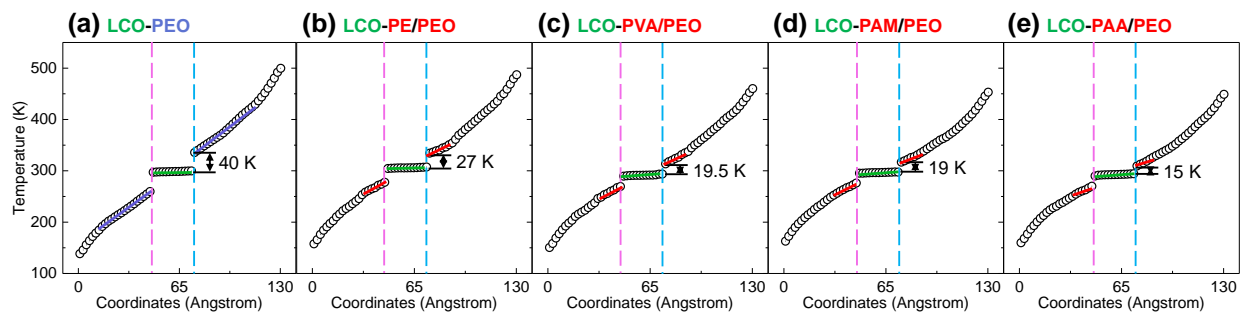 (a) LCO-PEO
(b) LCO-PE/PEO
(c) LCO-PVA/PEO
(d) LCO-PAM/PEO
(e) LCO-PAA/PEO
Temperature (K)
500
400
300
200
100
40 K
27 K
19.5 K
19 K
15 K
0 65 130
0 65 130
0 65 130
0 65 130
0 65 130
Coordinates (Angstrom)
Coordinates (Angstrom)
Coordinates (Angstrom)
Coordinates (Angstrom)
Coordinates (Angstrom)